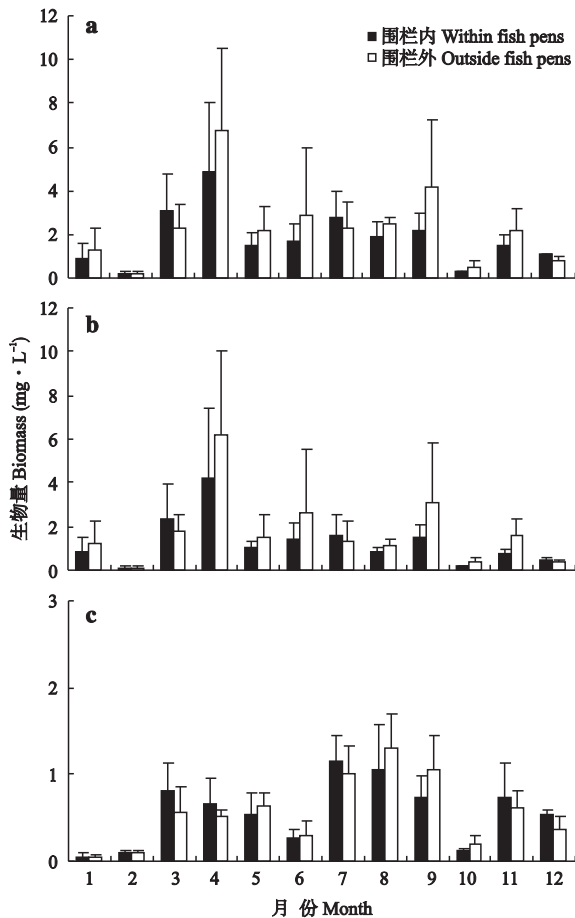 12
a
■ 围栏内 Within fish pens
□ 围栏外 Outside fish pens
10
8
6
4
2
0
12
b
10
8
6
4
2
0
生物量 Biomass (mg·L⁻¹)
3
c
2
1
0
1 2 3 4 5 6 7 8 9 10 11 12
月 份 Month